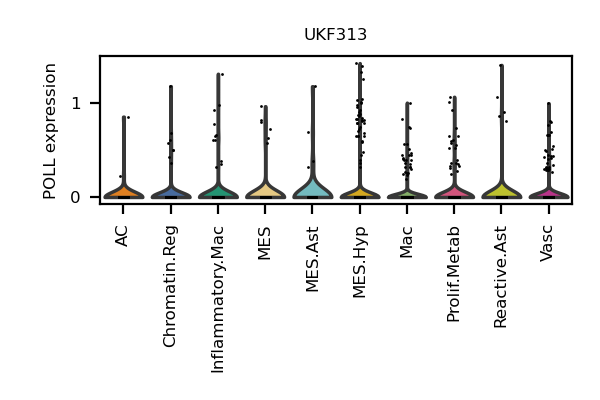 UKF313
POLL expression
1
0
AC
Chromatin.Reg
Inflammatory.Mac
MES
MES.Ast
MES.Hyp
Mac
Prolif.Metab
Reactive.Ast
Vasc